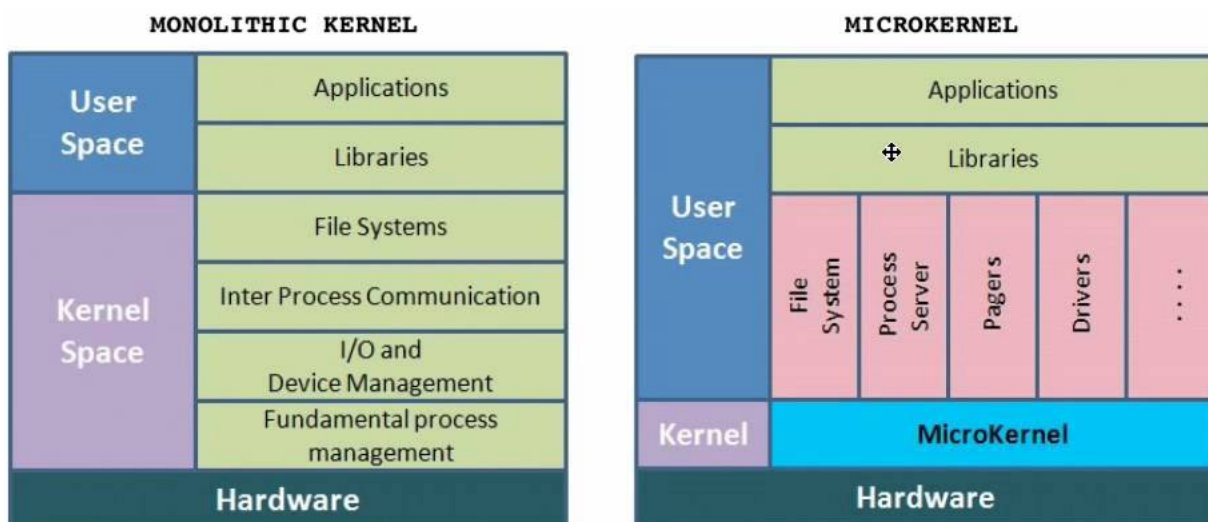 MONOLITHIC KERNEL
User
Space
Applications
Libraries
Kernel
Space
File Systems
Inter Process Communication
I/O and
Device Management
Fundamental process
management
Hardware
MICROKERNEL
User
Space
Applications
Libraries
File
System
Process
Server
Pagers
Drivers
....
Kernel
MicroKernel
Hardware